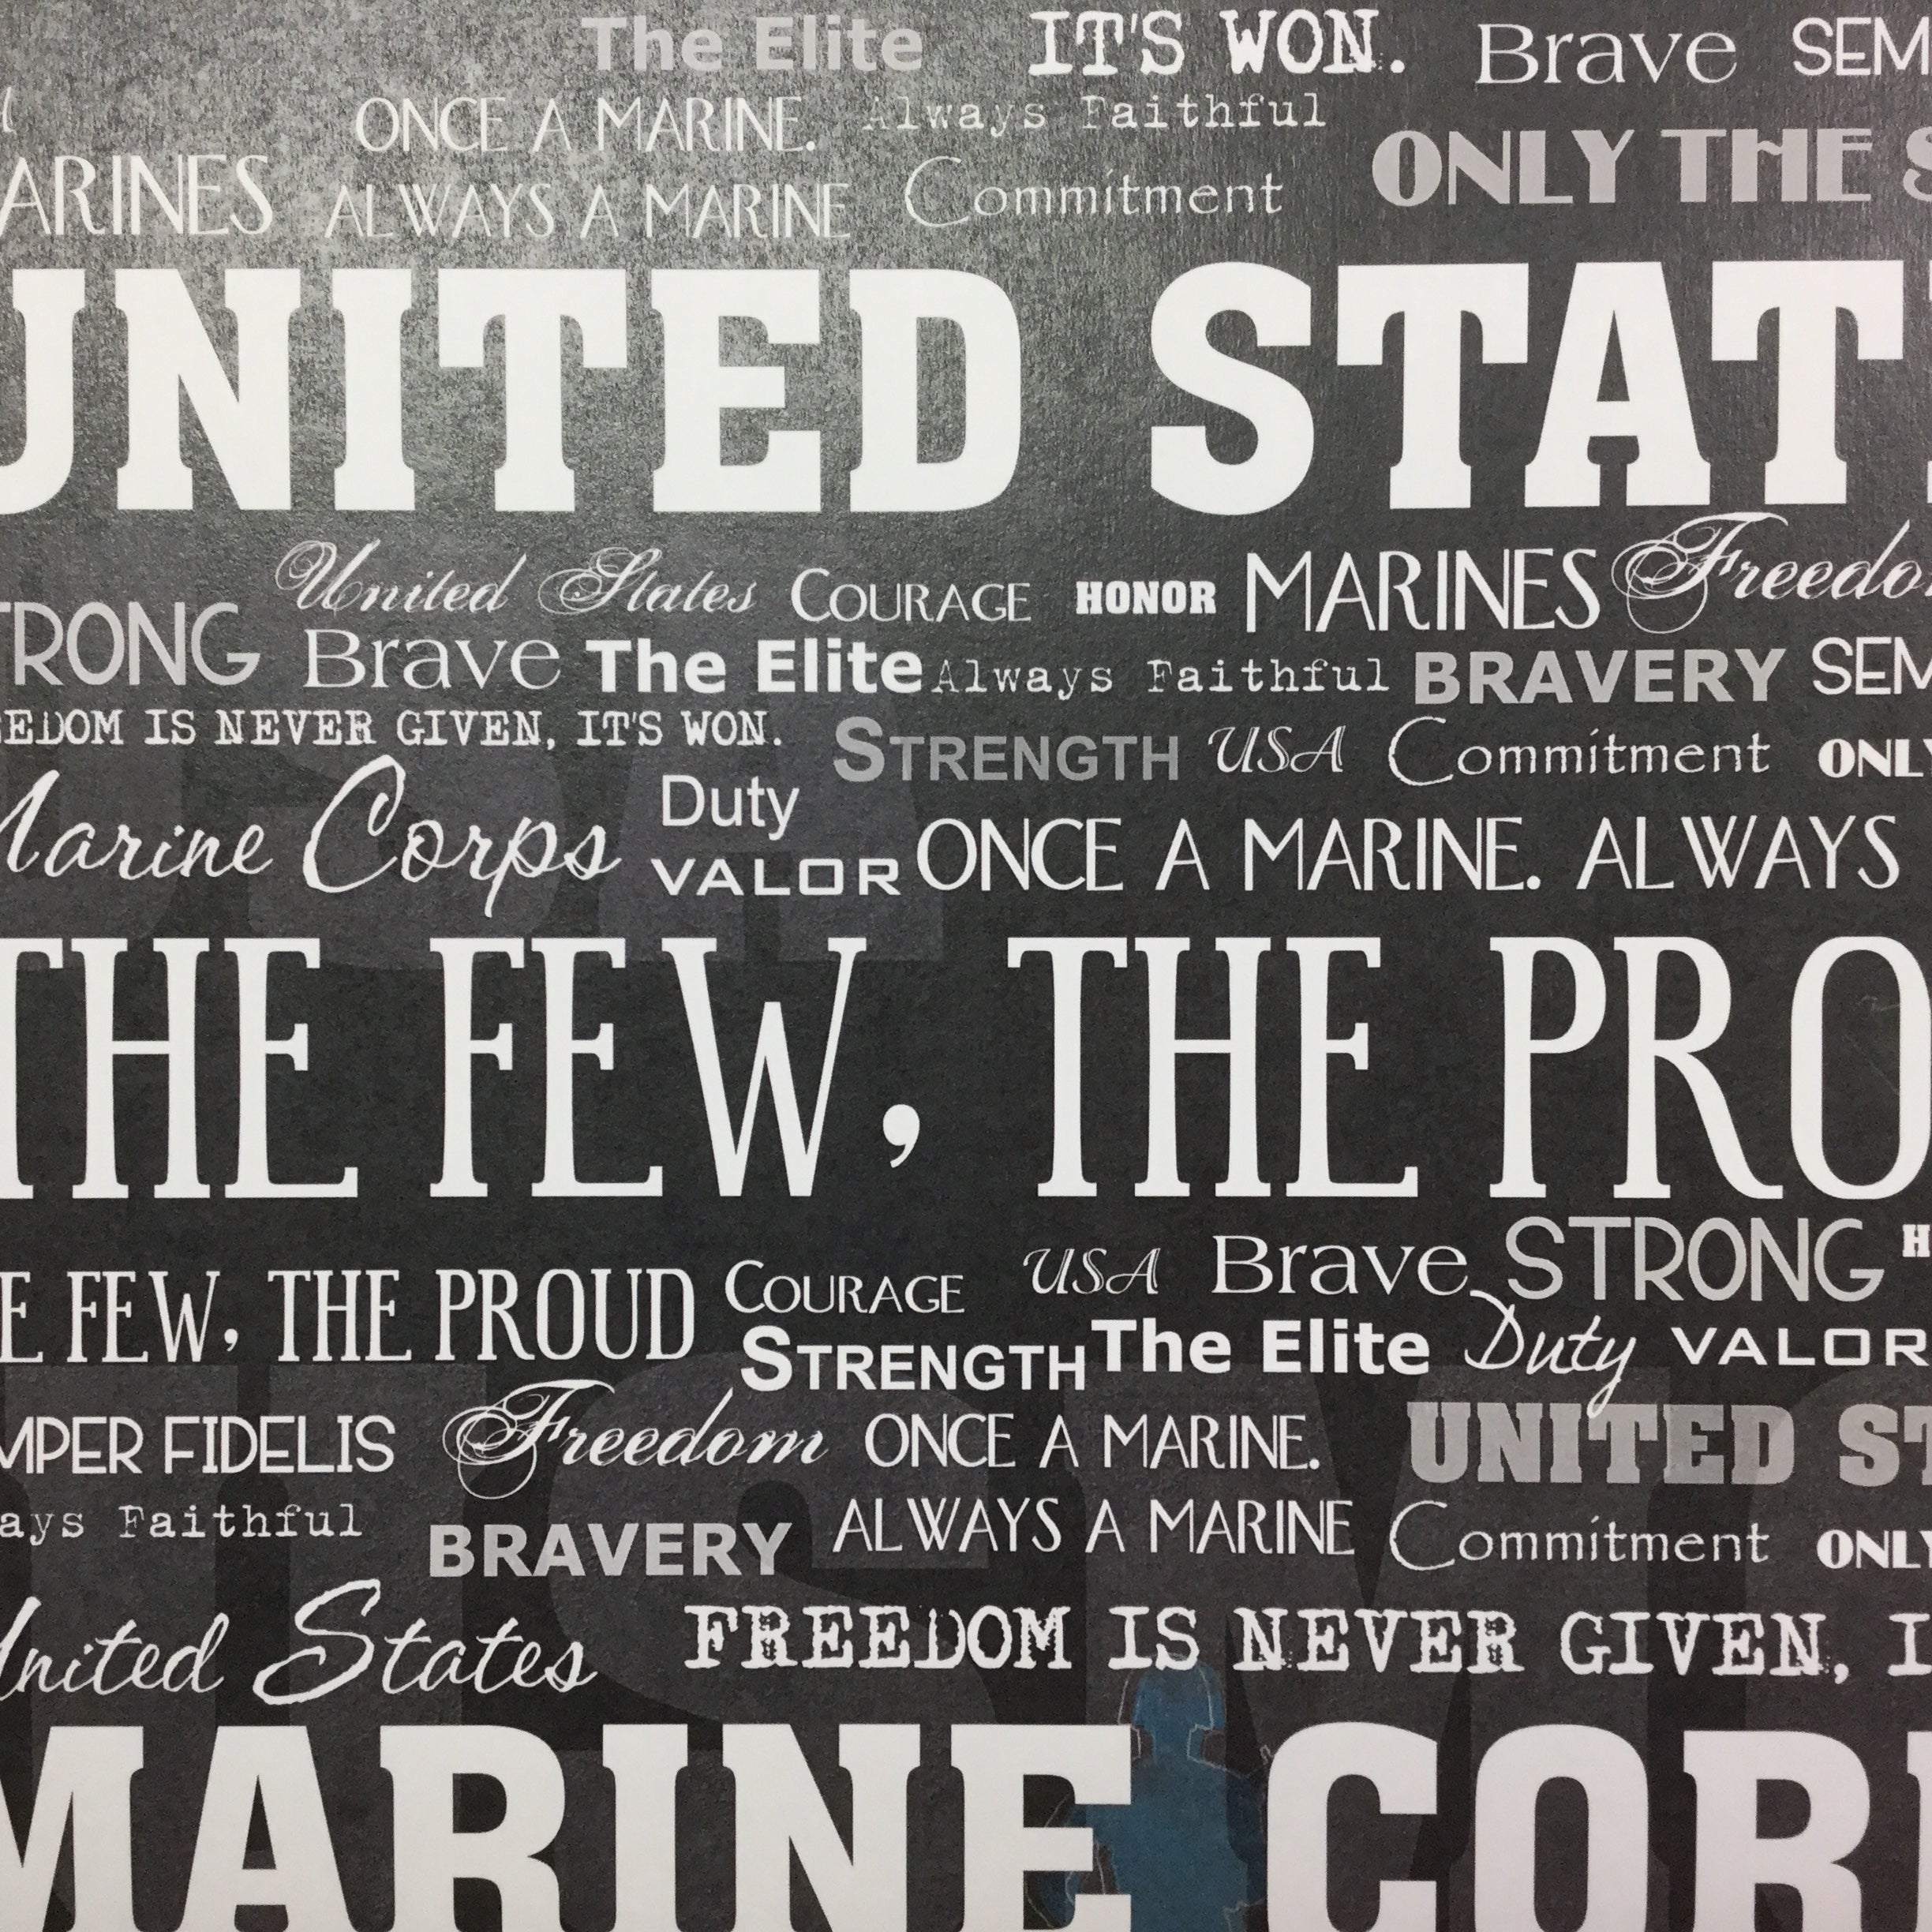 The Elite IT'S WON. Brave SEM
ONCE A MARINE. Always Faithful
ARINES ALWAYS A MARINE Commitment ONLY THE S
UNITED STAT
United States COURAGE HONOR MARINES Freedo
TRONG Brave The Elite Always Faithful BRAVERY SEM
EEDOM IS NEVER GIVEN, IT'S WON. STRENGTH USA Commitment ONLY
Marine Corps Duty
VALOR ONCE A MARINE. ALWAYS
THE FEW, THE PRO
E FEW, THE PROUD COURAGE USA Brave STRONG H
STRENGTH The Elite Duty VALOR
MPER FIDELIS Freedom ONCE A MARINE. UNITED ST
ays Faithful BRAVERY ALWAYS A MARINE Commitment ONLY
United States FREEDOM IS NEVER GIVEN, I
MARINE COR